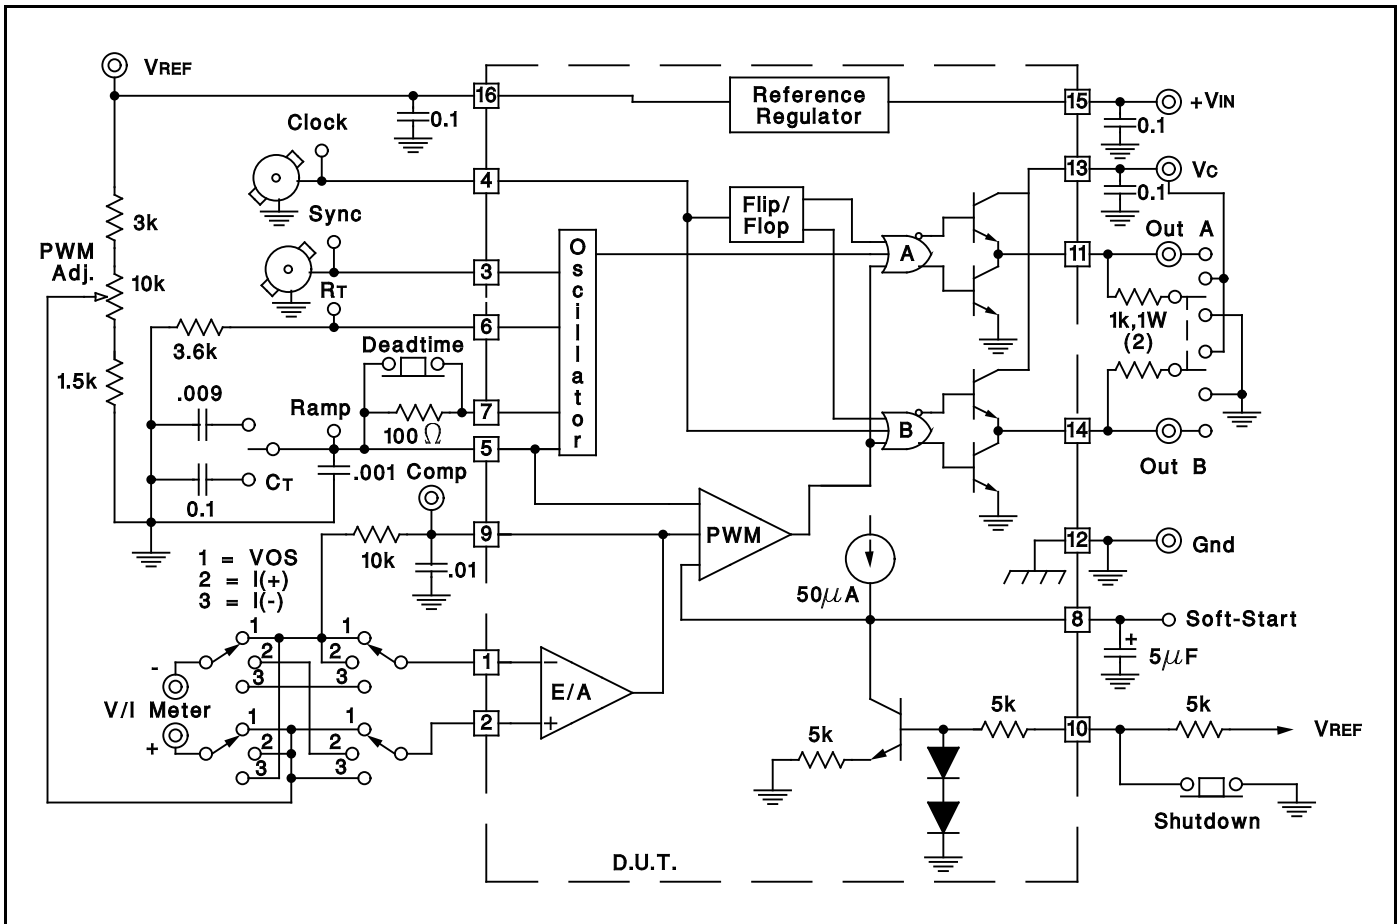 VREF
16
Reference
Regulator
15
+VIN
0.1
0.1
Clock
4
13
VC
0.1
Flip/
Flop
Sync
3k
PWM
Adj.
10k
3
Oscillator
A
11
Out A
RT
6
3.6k
1k,1W
(2)
1.5k
Deadtime
.009
Ramp
100 Ω
7
5
B
14
Out B
CT
.001
Comp
0.1
9
PWM
10k
.01
12
Gnd
1 = VOS
2 = I(+)
3 = I(-)
50μA
8
Soft-Start
+
5μF
1
1
2
2
3
3
-
V/I Meter
+
1
−
E/A
2
+
1
1
2
2
3
3
5k
5k
10
5k
VREF
Shutdown
D.U.T.